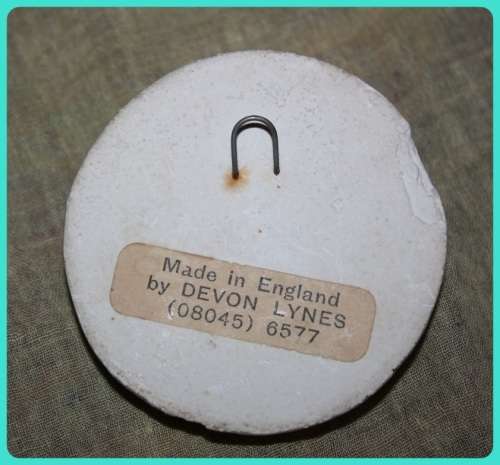 Made in England
by DEVON LYNES
(08045) 6577